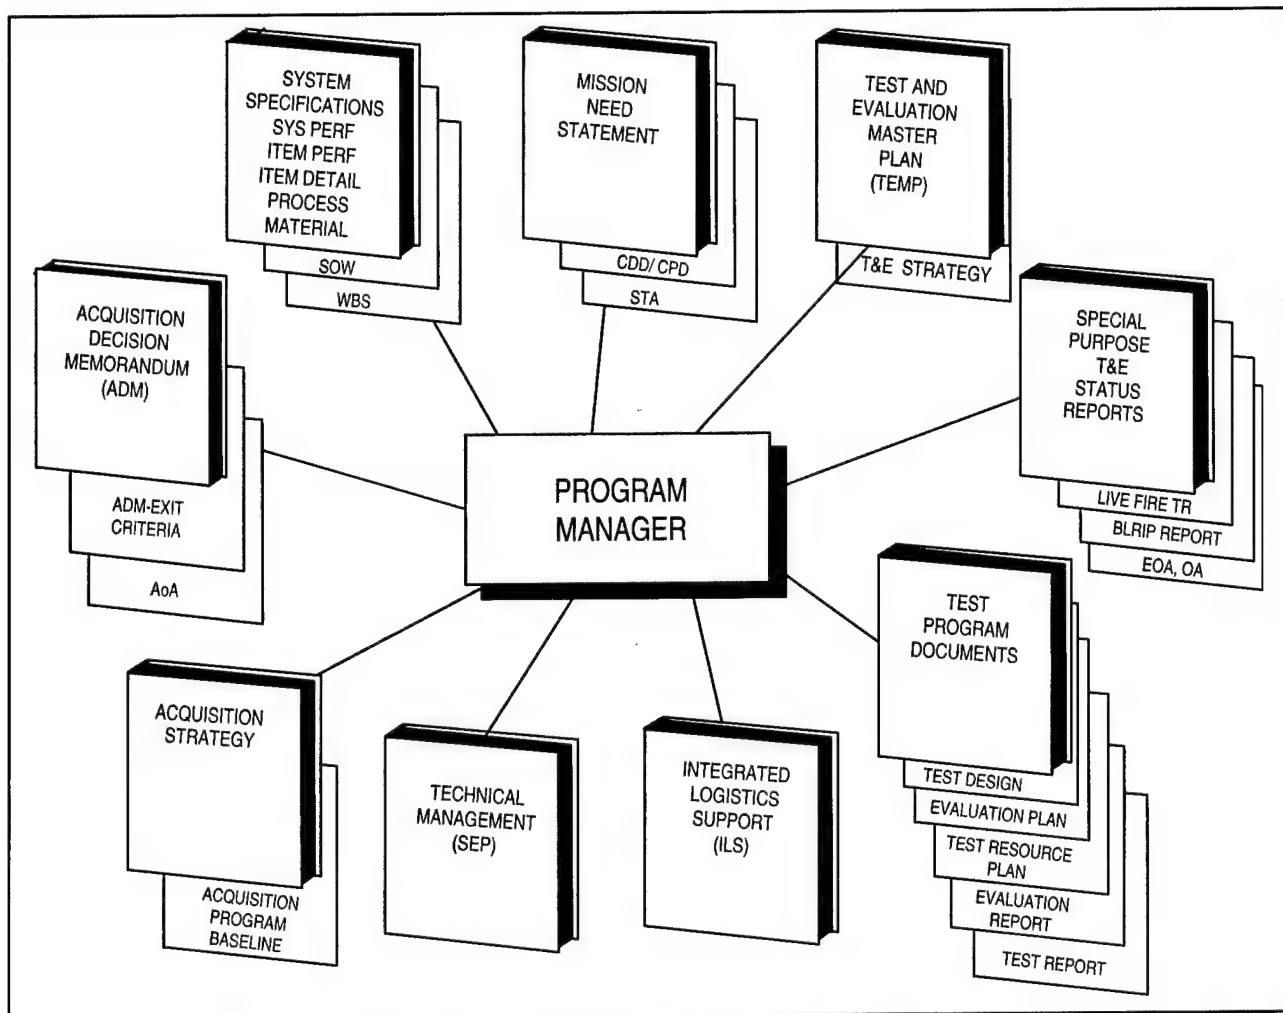 SYSTEM
SPECIFICATIONS
SYS PERF
ITEM PERF
ITEM DETAIL
PROCESS
MATERIAL
SOW
WBS
MISSION
NEED
STATEMENT
CDD/ CPD
STA
TEST AND
EVALUATION
MASTER
PLAN
(TEMP)
T&E STRATEGY
ACQUISITION
DECISION
MEMORANDUM
(ADM)
ADM-EXIT
CRITERIA
AoA
SPECIAL
PURPOSE
T&E
STATUS
REPORTS
LIVE FIRE TR
BLRIP REPORT
EOA, OA
PROGRAM
MANAGER
TEST
PROGRAM
DOCUMENTS
TEST DESIGN
EVALUATION PLAN
TEST RESOURCE
PLAN
EVALUATION
REPORT
TEST REPORT
ACQUISITION
STRATEGY
ACQUISITION
PROGRAM
BASELINE
TECHNICAL
MANAGEMENT
(SEP)
INTEGRATED
LOGISTICS
SUPPORT
(ILS)